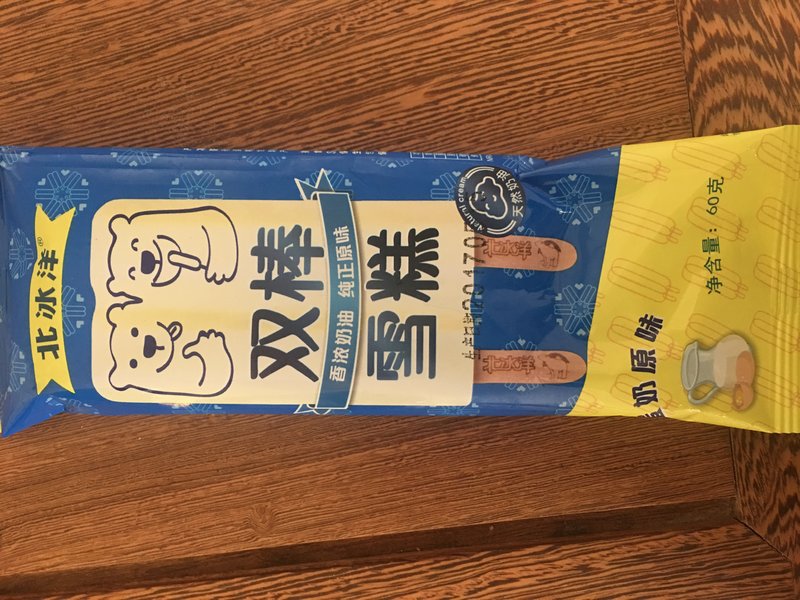 北冰洋®
双棒
香浓奶油 纯正原味
雪糕
天然奶油
Natural cream
北冰洋
北冰洋
奶原味
净含量：60克